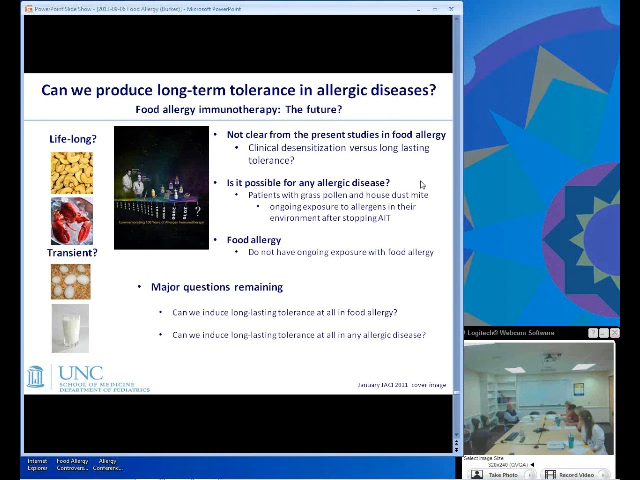 PowerPoint Slide Show - [2011-09-06 Food Allergy (Burkes)] - Microsoft PowerPoint
Can we produce long-term tolerance in allergic diseases?
Food allergy immunotherapy: The future?
Life-long?
Transient?
• Not clear from the present studies in food allergy
• Clinical desensitization versus long lasting
tolerance?
• Is it possible for any allergic disease?
• Patients with grass pollen and house dust mite
• ongoing exposure to allergens in their
environment after stopping AIT
• Food allergy
• Do not have ongoing exposure with food allergy
• Major questions remaining
• Can we induce long-lasting tolerance at all in food allergy?
• Can we induce long-lasting tolerance at all in any allergic disease?
?
UNC
SCHOOL OF MEDICINE
DEPARTMENT OF PEDIATRICS
January JACI 2011- cover image
Internet
Explorer
Food Allergy
Controvers...
Allergy
Conferenc...
Logitech® Webcam Software
Select Image Size
320x240 (QVGA)
Take Photo
Record Video